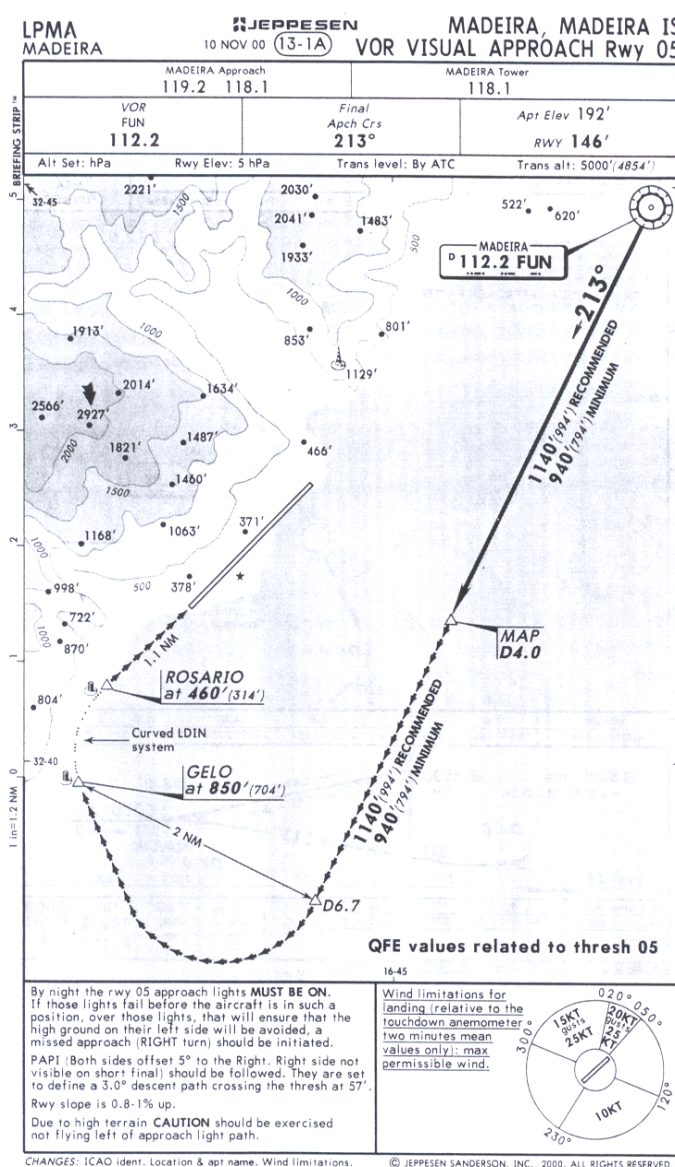 LPMA
MADEIRA
JEPPESEN
10 NOV 00 13-1A
MADEIRA, MADEIRA IS
VOR VISUAL APPROACH Rwy 05
BRIEFING STRIP™
MADEIRA Approach
119.2 118.1
MADEIRA Tower
118.1
VOR
FUN
112.2
Final
Apch Crs
213°
Apt Elev 192'
RWY 146'
Alt Set: hPa Rwy Elev: 5 hPa Trans level: By ATC Trans alt: 5000'(4854')
5
32-45
2221'
1500
2030'
2041'
1483'
1933'
500
522'
620'
MADEIRA
D 112.2 FUN
213°
1140'(994') RECOMMENDED
940'(794') MINIMUM
4
1913'
1000
1000
853'
801'
1129'
2014'
1634'
2566'
2927'
3
2000
1821'
1487'
466'
1500
1460'
2
1168'
1063'
371'
1000
998'
500
378'
722'
1000
870'
1.1 NM
MAP
D4.0
1
804'
ROSARIO
at 460'(314')
L
Curved LDIN
system
32-40
0
L
GELO
at 850'(704')
1140'(994') RECOMMENDED
940'(794') MINIMUM
1 in=1.2 NM
2 NM
D6.7
QFE values related to thresh 05
16-45
By night the rwy 05 approach lights MUST BE ON.
If those lights fail before the aircraft is in such a
position, over those lights, that will ensure that the
high ground on their left side will be avoided, a
missed approach (RIGHT turn) should be initiated.
PAPI (Both sides offset 5° to the Right. Right side not
visible on short final) should be followed. They are set
to define a 3.0° descent path crossing the thresh at 57'.
Rwy slope is 0.8-1% up.
Due to high terrain CAUTION should be exercised
not flying left of approach light path.
Wind limitations for
landing (relative to the
touchdown anemometer
two minutes mean
values only): max
permissible wind.
020°
050°
300°
120°
230°
15KT
gusts
25KT
20KT
gusts
25
KT
10KT
CHANGES: ICAO ident. Location & apt name. Wind limitations.
© JEPPESEN SANDERSON, INC., 2000. ALL RIGHTS RESERVED